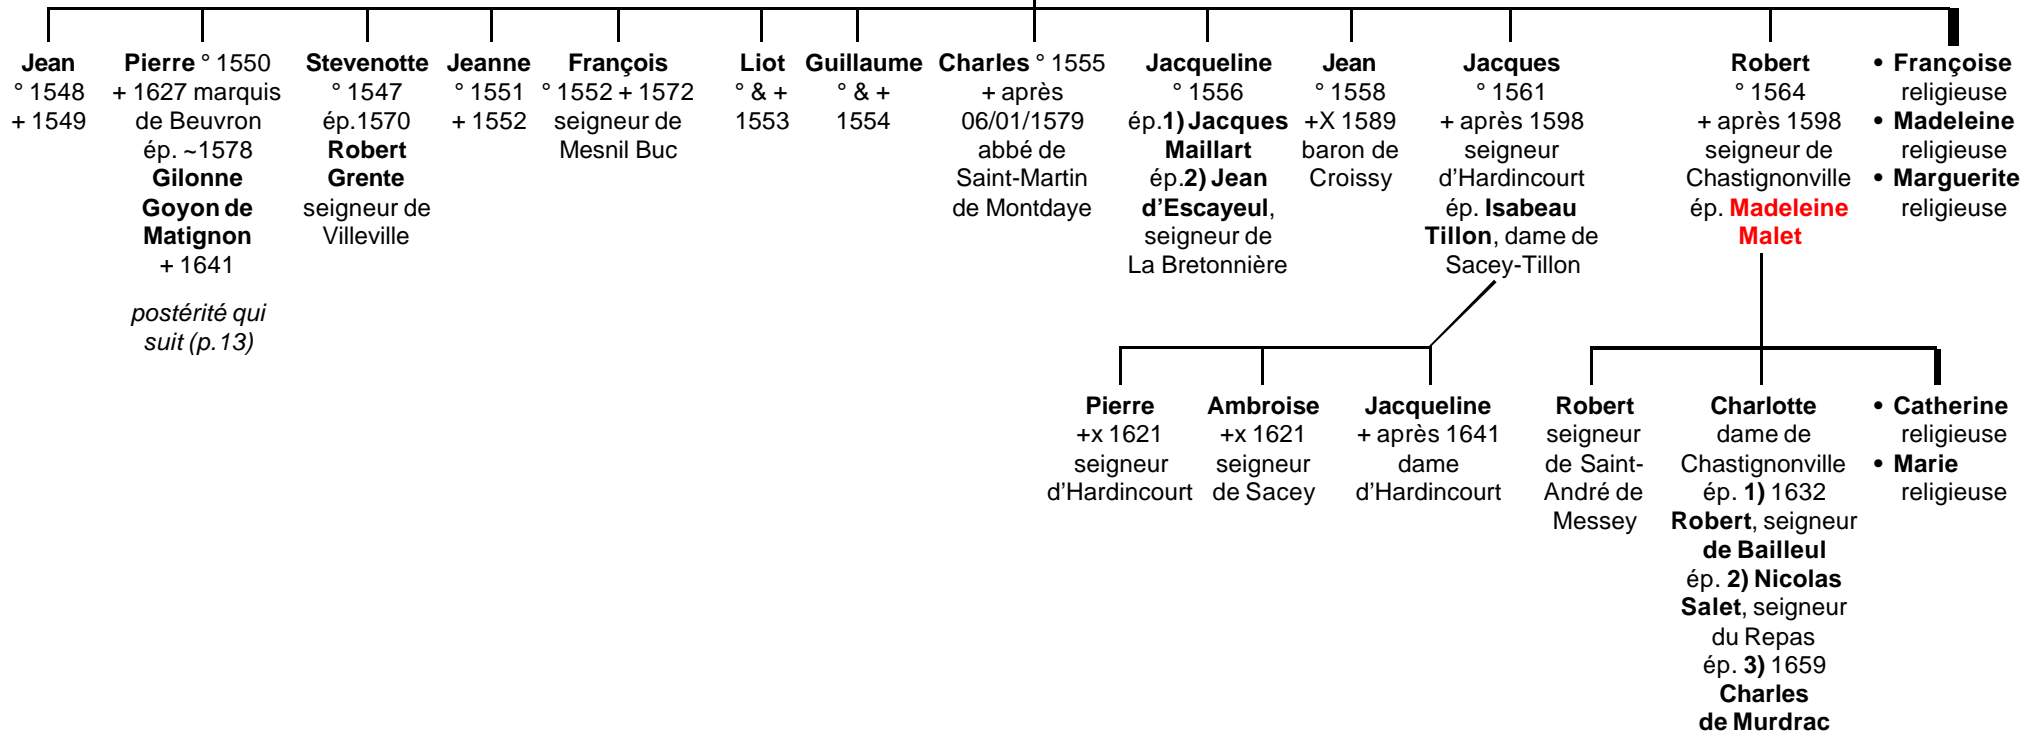 Jean
° 1548
+ 1549
Pierre ° 1550
+ 1627 marquis
de Beuvron
ép. ~1578
Gilonne
Goyon de
Matignon
+ 1641
postérité qui
suit (p.13)
Stevenotte
° 1547
ép.1570
Robert
Grente
seigneur de
Villeville
Jeanne
° 1551
+ 1552
François
° 1552 + 1572
seigneur de
Mesnil Buc
Liot
° & +
1553
Guillaume
° & +
1554
Charles ° 1555
+ après
06/01/1579
abbé de
Saint-Martin
de Montdaye
Jacqueline
° 1556
ép.1) Jacques
Maillart
ép.2) Jean
d’Escayeul,
seigneur de
La Bretonnière
Jean
° 1558
+X 1589
baron de
Croissy
Jacques
° 1561
+ après 1598
seigneur
d’Hardincourt
ép. Isabeau
Tillon, dame de
Sacey-Tillon
Robert
° 1564
+ après 1598
seigneur de
Chastignonville
ép. Madeleine
Malet
• Françoise
religieuse
• Madeleine
religieuse
• Marguerite
religieuse
Pierre
+x 1621
seigneur
d’Hardincourt
Ambroise
+x 1621
seigneur
de Sacey
Jacqueline
+ après 1641
dame
d’Hardincourt
Robert
seigneur
de Saint-
André de
Messey
Charlotte
dame de
Chastignonville
ép. 1) 1632
Robert, seigneur
de Bailleul
ép. 2) Nicolas
Salet, seigneur
du Repas
ép. 3) 1659
Charles
de Murdrac
• Catherine
religieuse
• Marie
religieuse